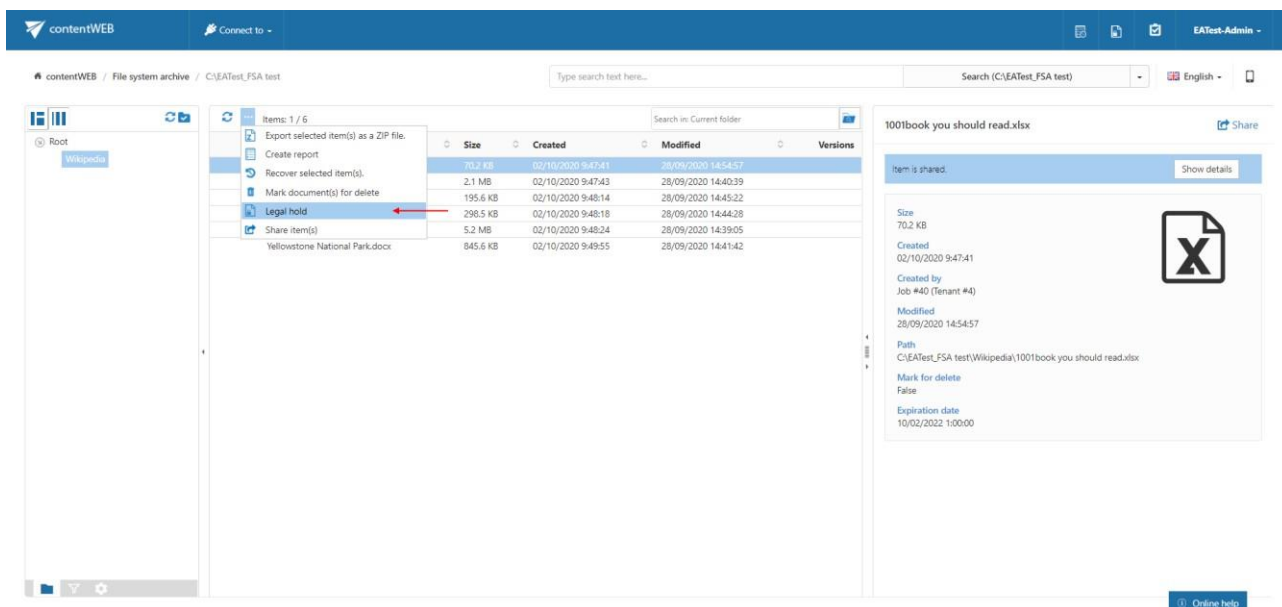 contentWEB Connect to EATest-Admin
contentWEB / File system archive / C:\EATest_FSA test Type search text here... Search (C:\EATest_FSA test) English
Items: 1 / 6 Search in: Current folder
Root
Wikipedia
Export selected item(s) as a ZIP file.
Create report
Recover selected item(s).
Mark document(s) for delete
Legal hold
Share item(s)
Size Created Modified Versions
70.2 KB 02/10/2020 9:47:41 28/09/2020 14:54:57
2.1 MB 02/10/2020 9:47:43 28/09/2020 14:40:39
195.6 KB 02/10/2020 9:48:14 28/09/2020 14:45:22
298.5 KB 02/10/2020 9:48:18 28/09/2020 14:44:28
5.2 MB 02/10/2020 9:48:24 28/09/2020 14:39:05
Yellowstone National Park.docx 845.6 KB 02/10/2020 9:49:55 28/09/2020 14:41:42
1001book you should read.xlsx Share
Item is shared. Show details
Size
70.2 KB
Created
02/10/2020 9:47:41
Created by
Job #40 (Tenant #4)
Modified
28/09/2020 14:54:57
Path
C:\EATest_FSA test\Wikipedia\1001book you should read.xlsx
Mark for delete
False
Expiration date
10/02/2022 1:00:00
X
Online help